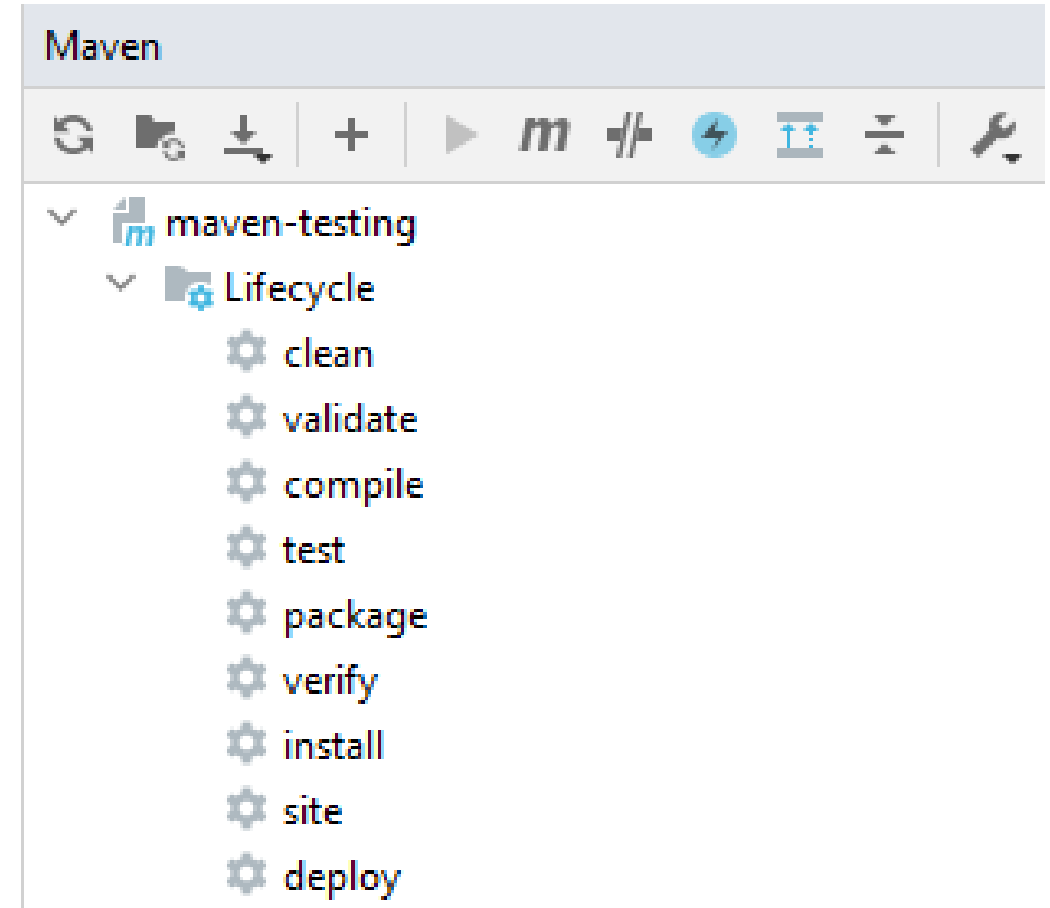 Maven
m
maven-testing
Lifecycle
clean
validate
compile
test
package
verify
install
site
deploy